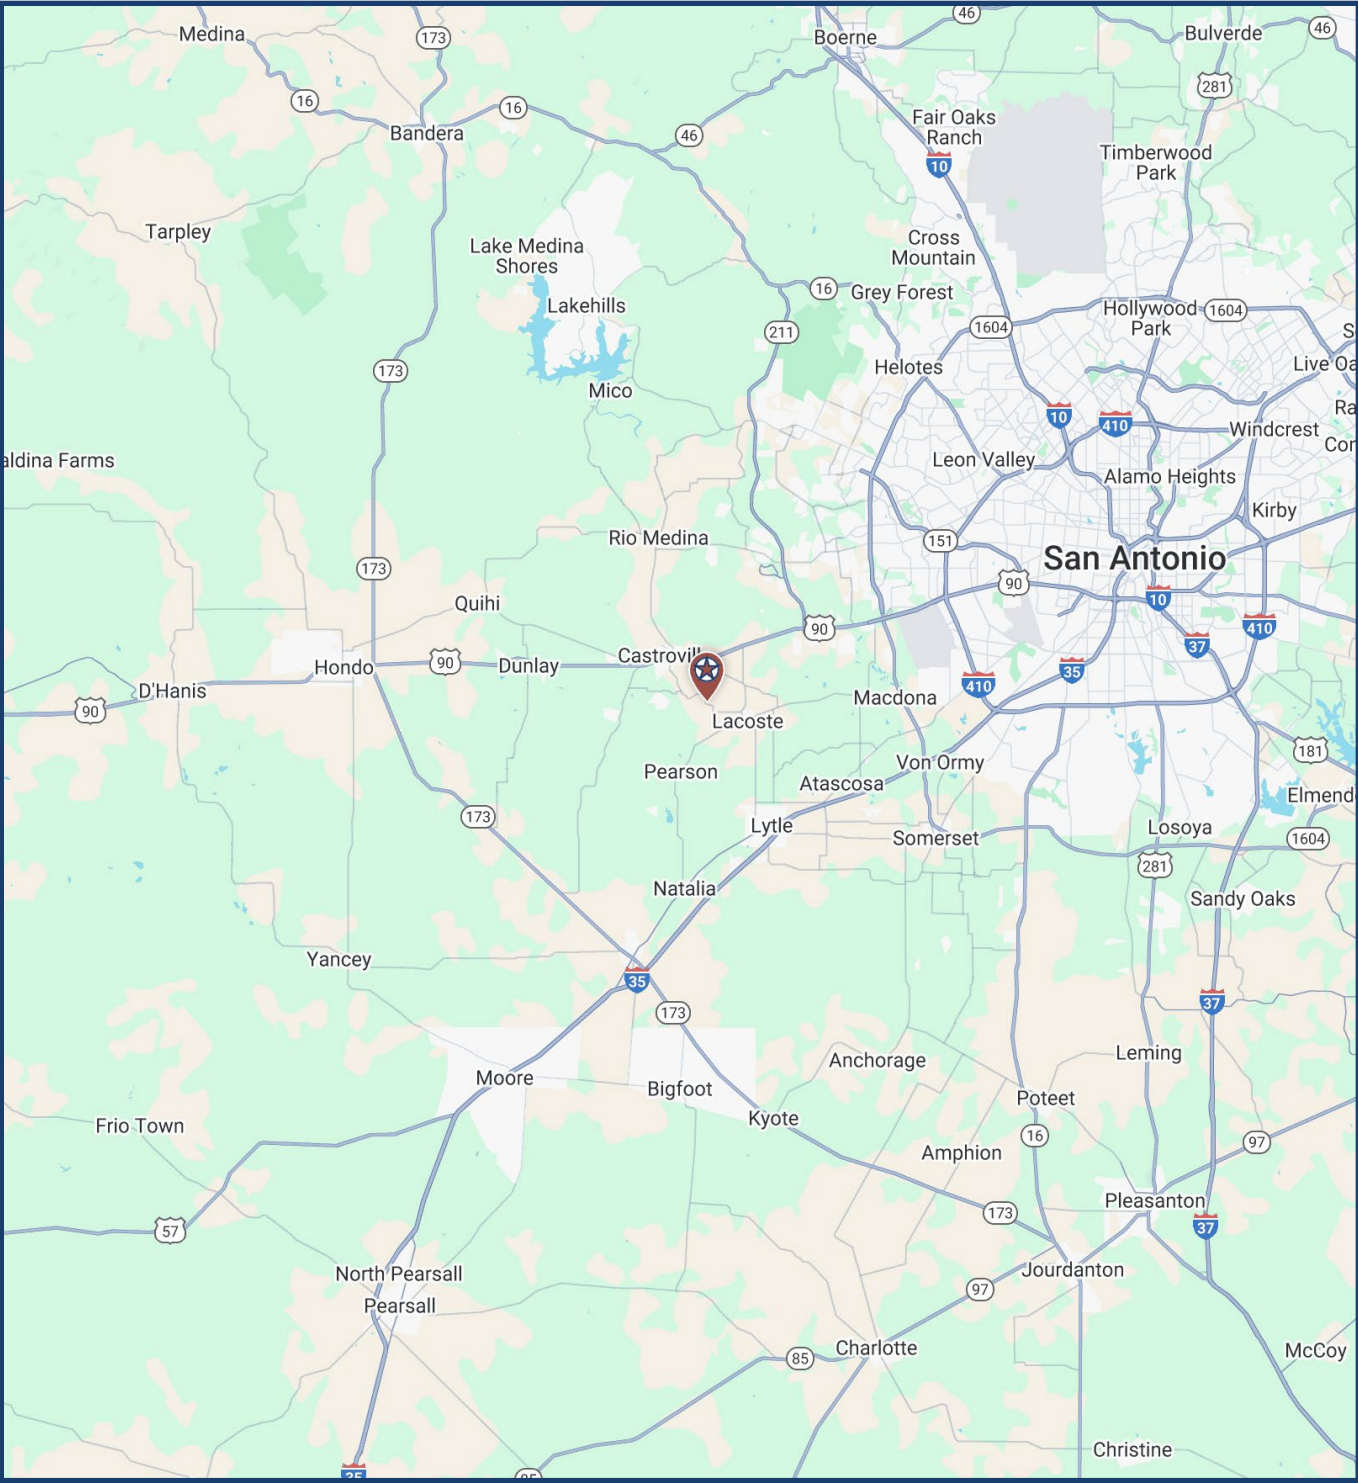 Medina
173
Boerne
46
Bulverde
46
16
16
281
Bandera
46
Fair Oaks
Ranch
10
Timberwood
Park
Tarpley
Lake Medina
Shores
Cross
Mountain
Lakehills
16
Grey Forest
211
1604
Hollywood
Park
1604
S
173
Helotes
Live Oa
Mico
10
410
Ra
Windcrest
Con
aldina Farms
Leon Valley
Alamo Heights
Kirby
Rio Medina
151
San Antonio
173
90
10
Quihi
90
410
37
Castrovill
Hondo
90
Dunlay
35
410
D'Hanis
90
Macdona
Lacoste
181
Pearson
Von Ormy
Atascosa
Elmend
173
Lytle
Somerset
Losoya
1604
281
Natalia
Sandy Oaks
Yancey
35
37
173
Anchorage
Leming
Moore
Bigfoot
Poteet
Frio Town
Kyote
16
97
Amphion
57
173
Pleasanton
37
North Pearsall
Jourdanton
97
Pearsall
85
Charlotte
McCoy
Christine
35
85